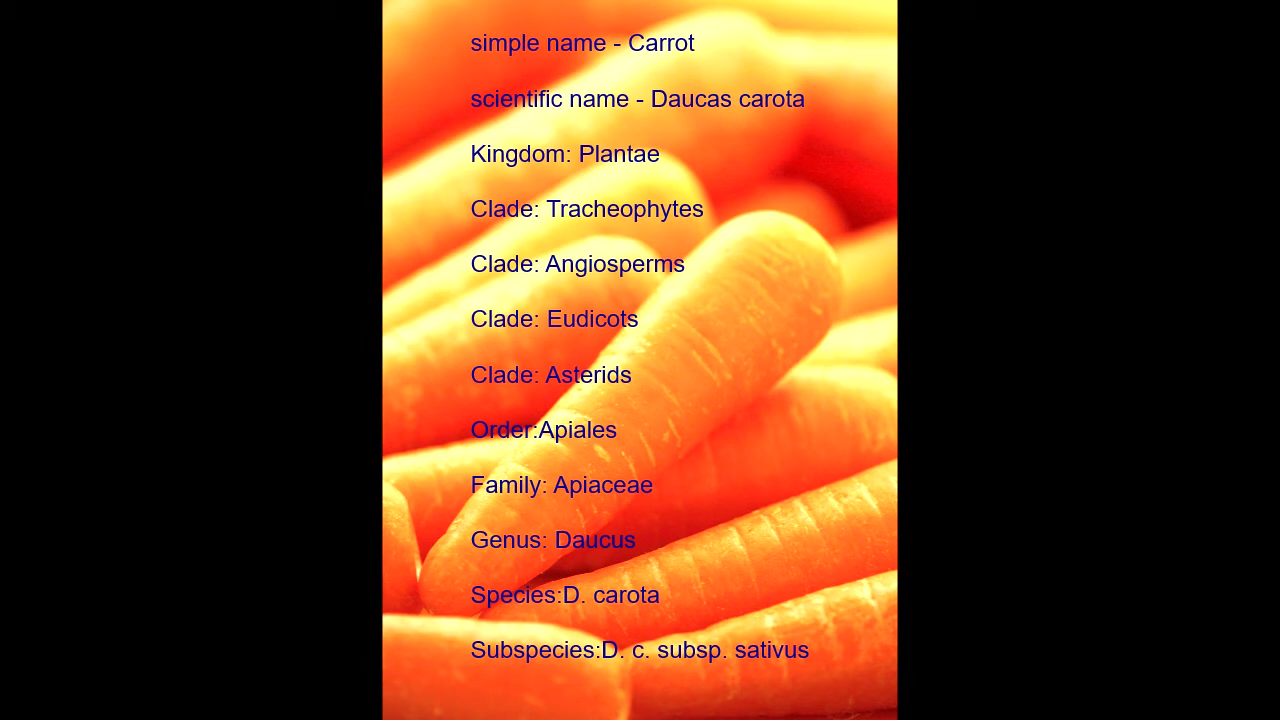 simple name - Carrot
scientific name - Daucas carota
Kingdom: Plantae
Clade: Tracheophytes
Clade: Angiosperms
Clade: Eudicots
Clade: Asterids
Order:Apiales
Family: Apiaceae
Genus: Daucus
Species:D. carota
Subspecies:D. c. subsp. sativus